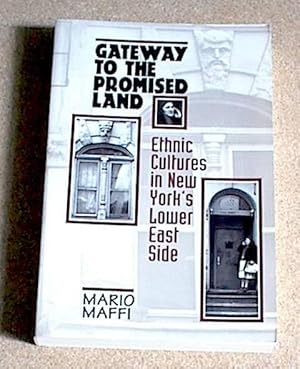 GATEWAY
TO THE
PROMISED
LAND
Ethnic
Cultures
in New
York's
Lower
East
Side
MARIO
MAFFI